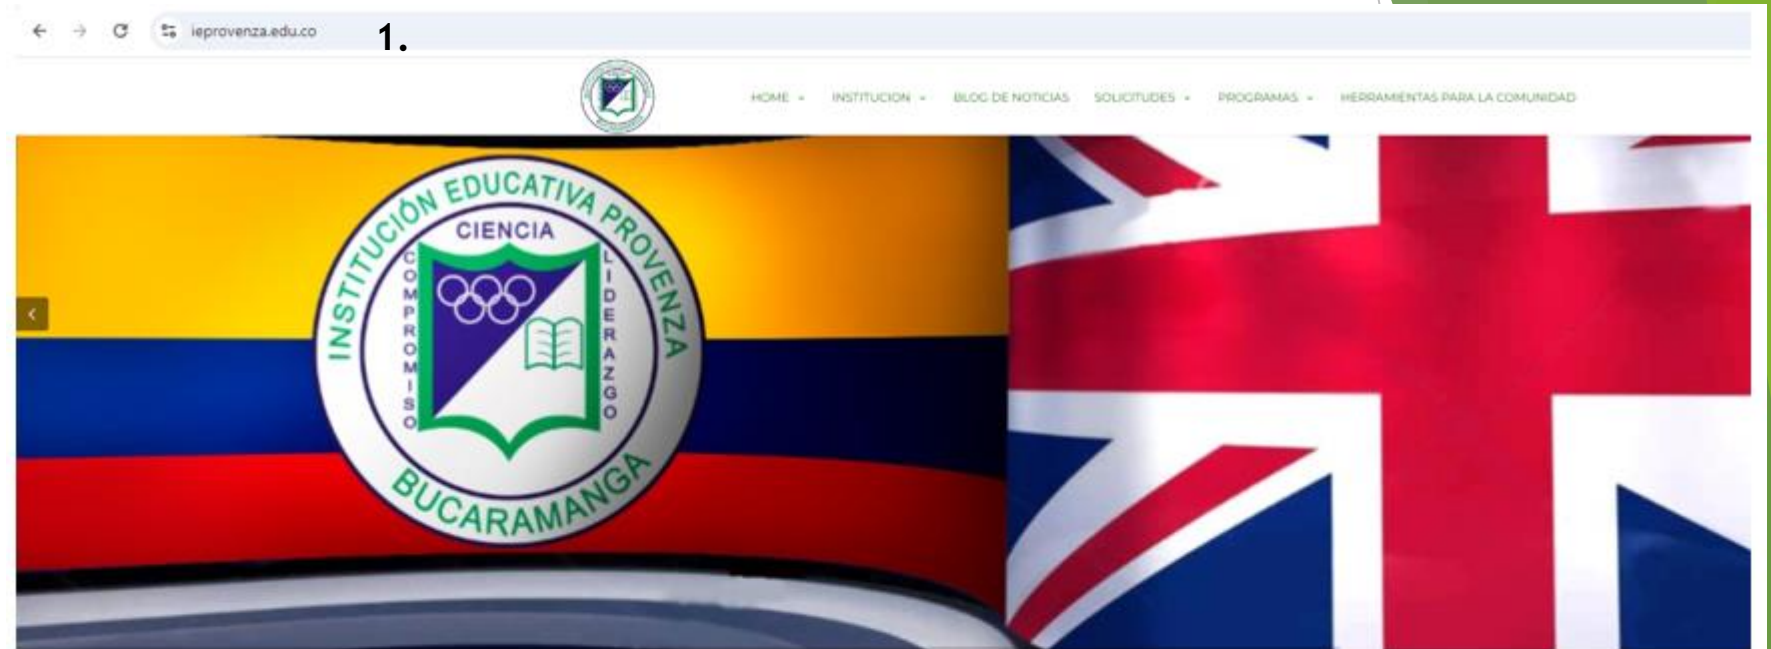 ieprovenza.edu.co
1.
HOME INSTITUCION BLOG DE NOTICIAS SOLICITUDES PROGRAMAS HERRAMIENTAS PARA LA COMUNIDAD
INSTITUCIÓN EDUCATIVA PROVENZA
CIENCIA
COMPROMISO
LIDERAZGO
BUCARAMANGA